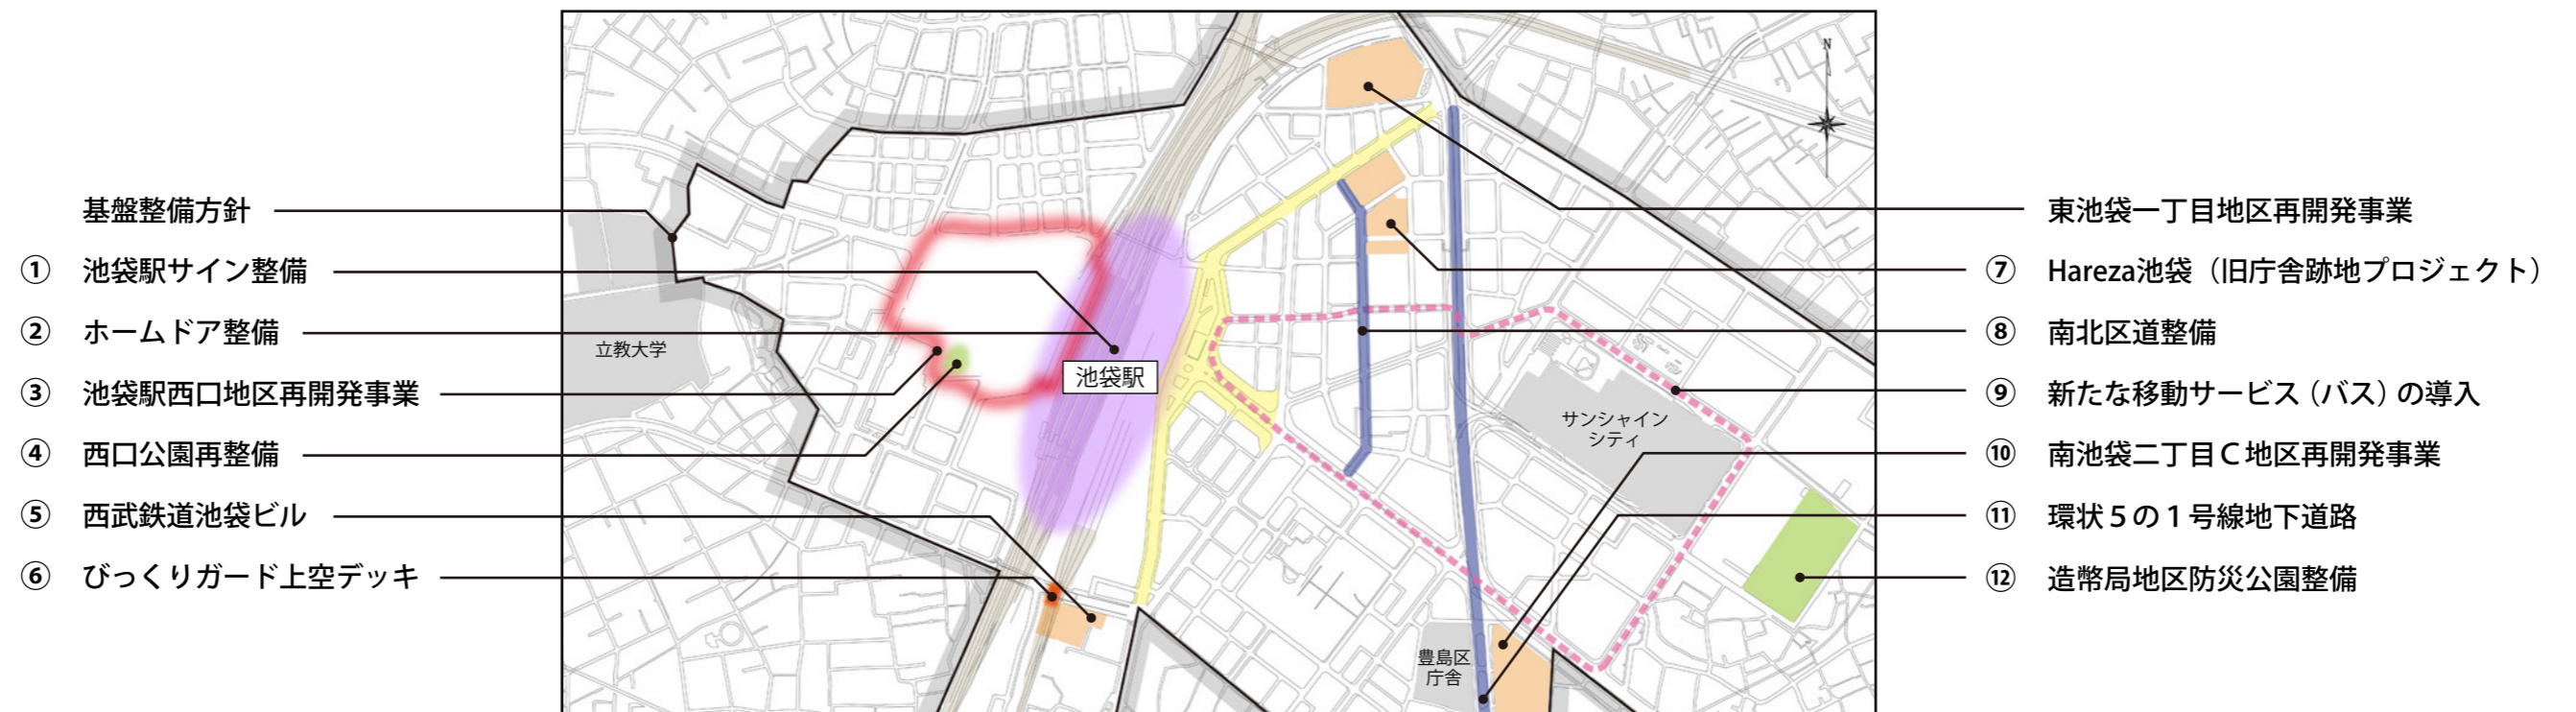 基盤整備方針
① 池袋駅サイン整備
② ホームドア整備
③ 池袋駅西口地区再開発事業
④ 西口公園再整備
⑤ 西武鉄道池袋ビル
⑥ びっくりガード上空デッキ
N
立教大学
池袋駅
サンシャイン
シティ
豊島区
庁舎
東池袋一丁目地区再開発事業
⑦ Hareza池袋（旧庁舎跡地プロジェクト）
⑧ 南北区道整備
⑨ 新たな移動サービス（バス）の導入
⑩ 南池袋二丁目C地区再開発事業
⑪ 環状5の1号線地下道路
⑫ 造幣局地区防災公園整備